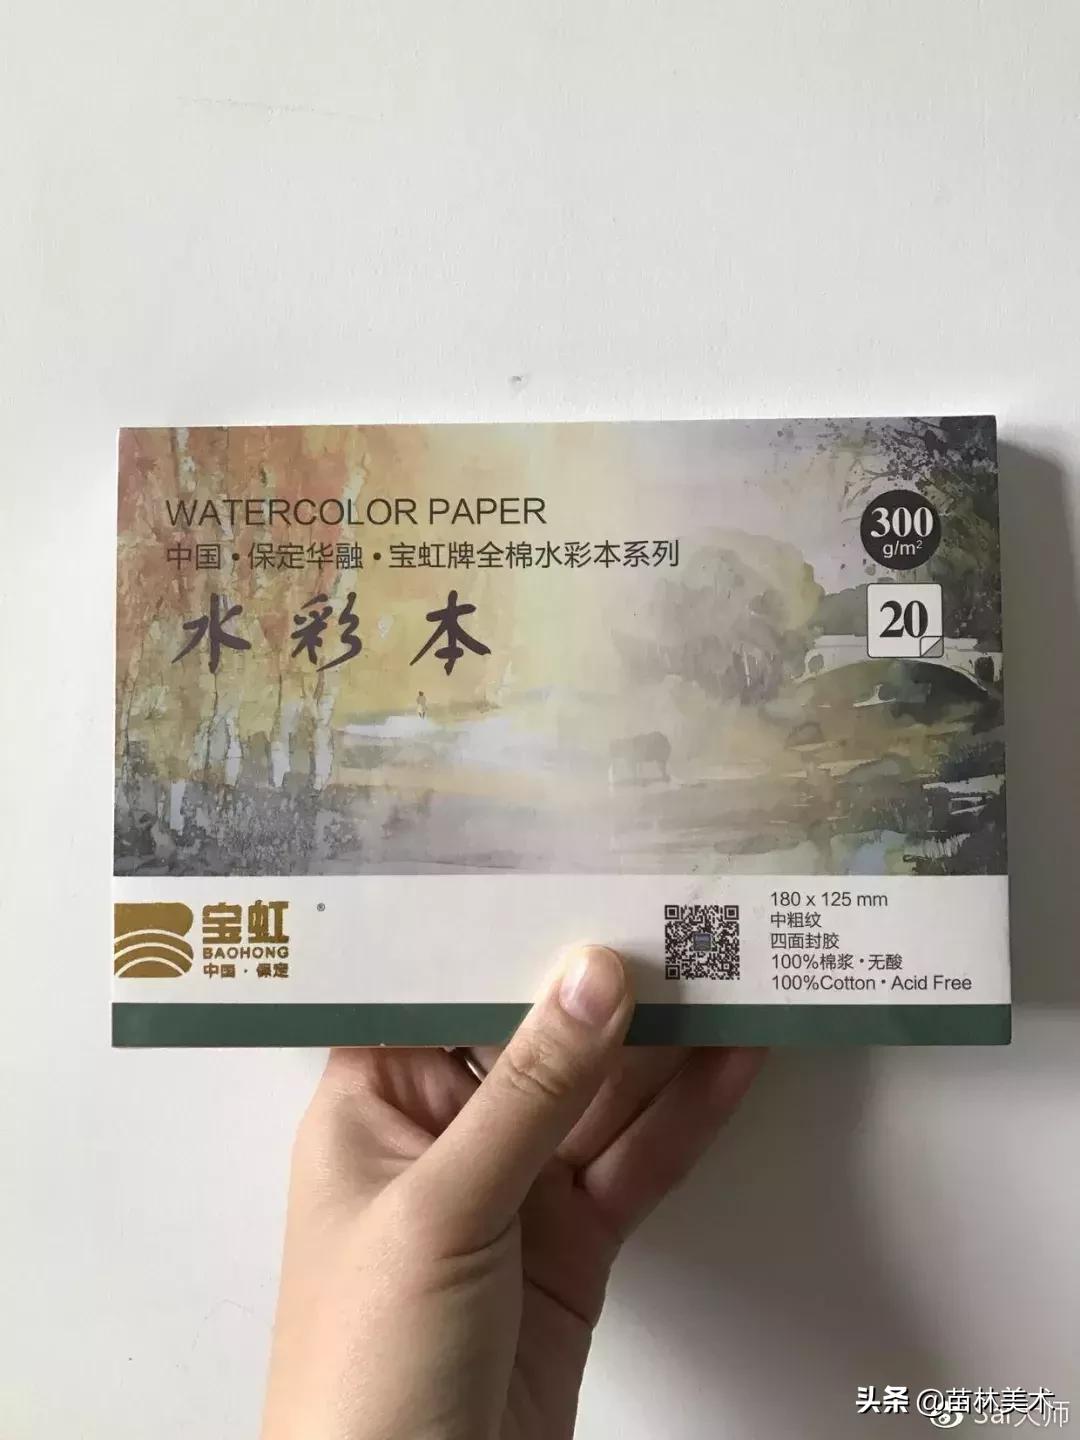 WATERCOLOR PAPER
中国·保定华融·宝虹牌全棉水彩本系列
水彩本
300
g/m²
20
宝虹®
BAOHONG
中国·保定
180 x 125 mm
中粗纹
四面封胶
100%棉浆·无酸
100%Cotton·Acid Free
头条 @苗林美术